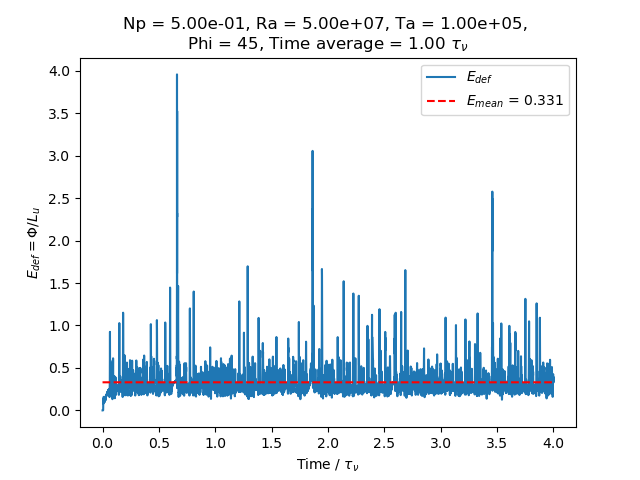 Np = 5.00e-01, Ra = 5.00e+07, Ta = 1.00e+05,
Phi = 45, Time average = 1.00 τν
E_def
E_mean = 0.331
4.0
3.5
3.0
2.5
2.0
1.5
1.0
0.5
0.0
E_def = Φ/L_u
0.0 0.5 1.0 1.5 2.0 2.5 3.0 3.5 4.0
Time / τν